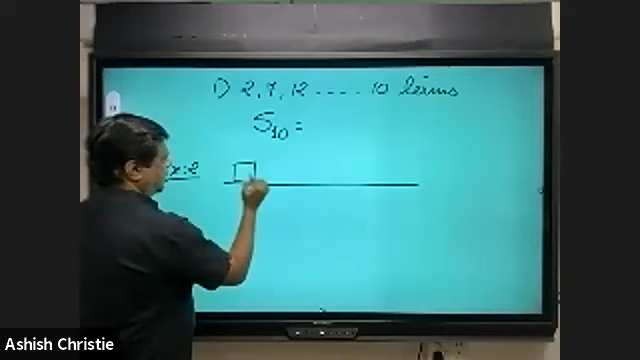 1) 2, 7, 12 ..... 10 terms
S10 =
Ashish Christie